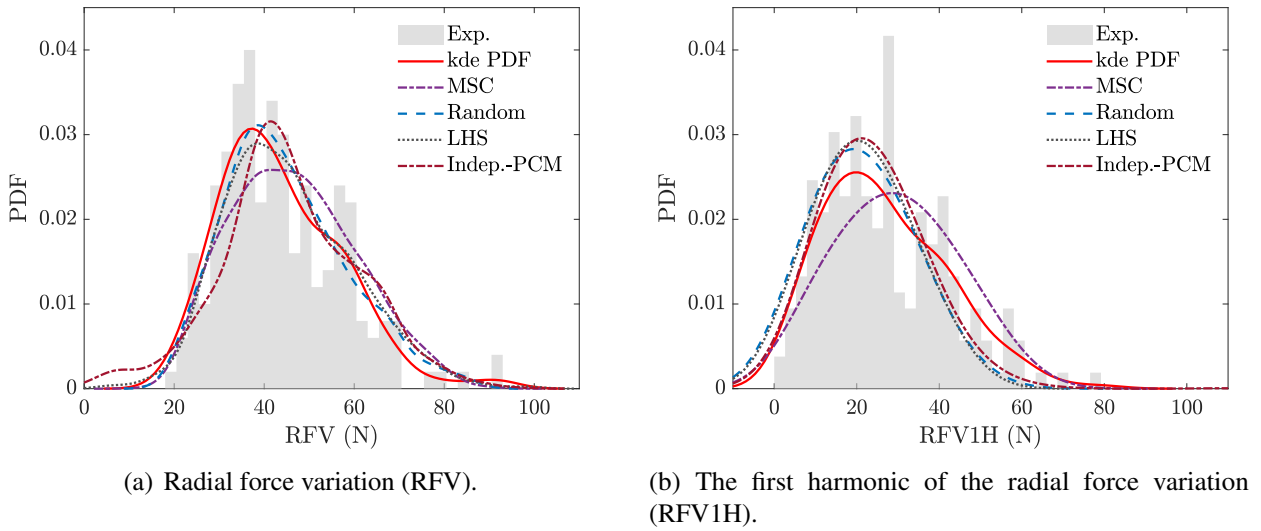 0.04
0.03
0.02
0.01
0
PDF
0 20 40 60 80 100
RFV (N)
Exp.
kde PDF
MSC
Random
LHS
Indep.-PCM
(a) Radial force variation (RFV).
0.04
0.03
0.02
0.01
0
PDF
0 20 40 60 80 100
RFV1H (N)
Exp.
kde PDF
MSC
Random
LHS
Indep.-PCM
(b) The first harmonic of the radial force variation
(RFV1H).